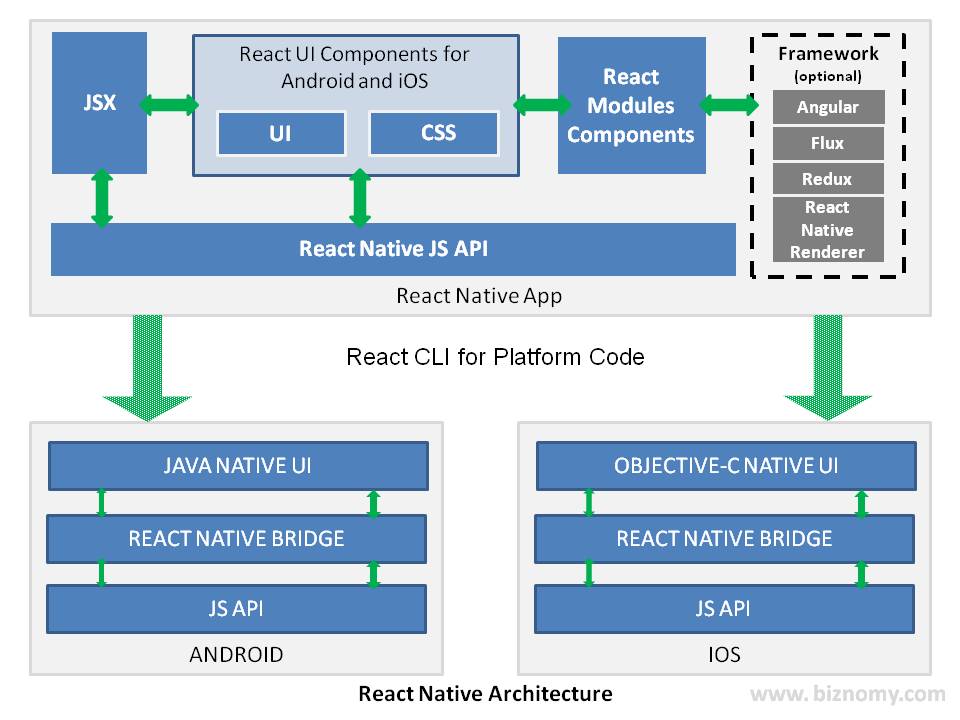 JSX
React UI Components for
Android and iOS
UI
CSS
React
Modules
Components
Framework
(optional)
Angular
Flux
Redux
React
Native
Renderer
React Native JS API
React Native App
React CLI for Platform Code
JAVA NATIVE UI
REACT NATIVE BRIDGE
JS API
ANDROID
OBJECTIVE-C NATIVE UI
REACT NATIVE BRIDGE
JS API
IOS
React Native Architecture
www. biznomy.com